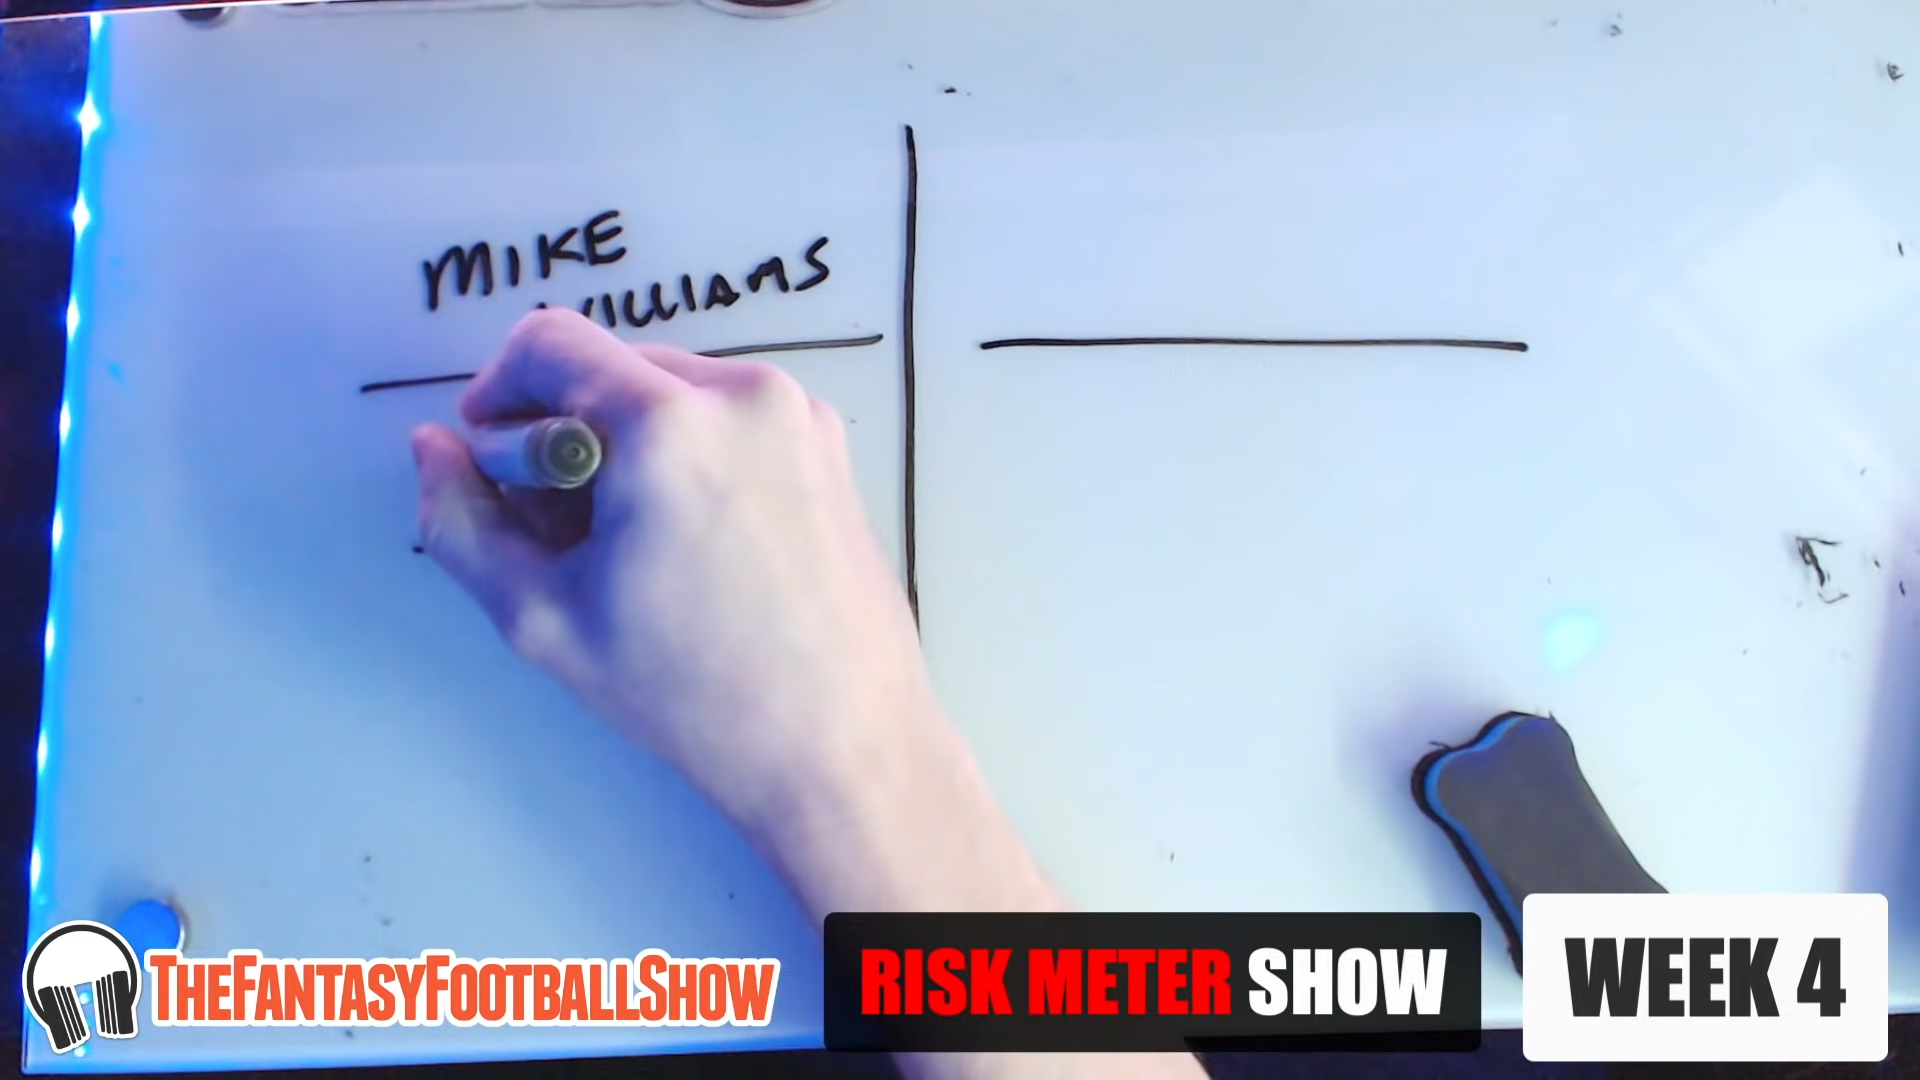 MIKE
WILLIAMS
THEFANTASYFOOTBALLSHOW
RISK METER SHOW
WEEK 4